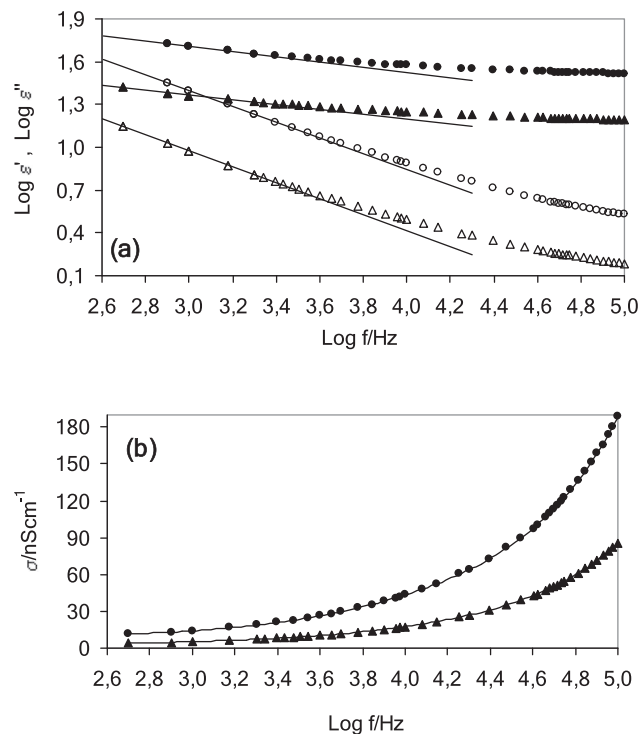 1,9
1,6
1,3
1,0
0,7
0,4
0,1
Log ε′ , Log ε″
(a)
2,6 2,8 3,0 3,2 3,4 3,6 3,8 4,0 4,2 4,4 4,6 4,8 5,0
Log f/Hz
180
150
120
90
60
30
0
σ/nScm⁻¹
(b)
2,6 2,8 3,0 3,2 3,4 3,6 3,8 4,0 4,2 4,4 4,6 4,8 5,0
Log f/Hz